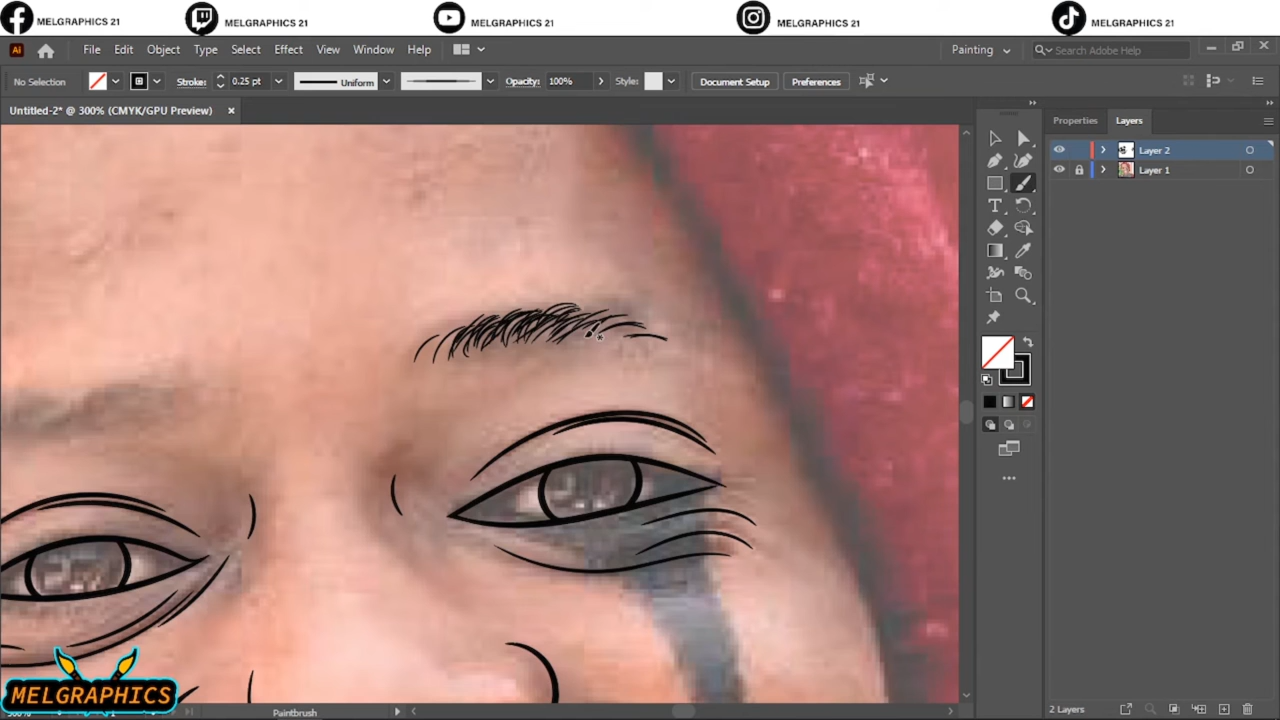 MELGRAPHICS 21 MELGRAPHICS 21 MELGRAPHICS 21 MELGRAPHICS 21 MELGRAPHICS 21
Ai File Edit Object Type Select Effect View Window Help Painting Search Adobe Help
No Selection Stroke: 0.25 pt Uniform Opacity: 100% Style: Document Setup Preferences
Untitled-2* @ 300% (CMYK/GPU Preview)
Properties Layers
Layer 2
Layer 1
MELGRAPHICS
Paintbrush
2 Layers